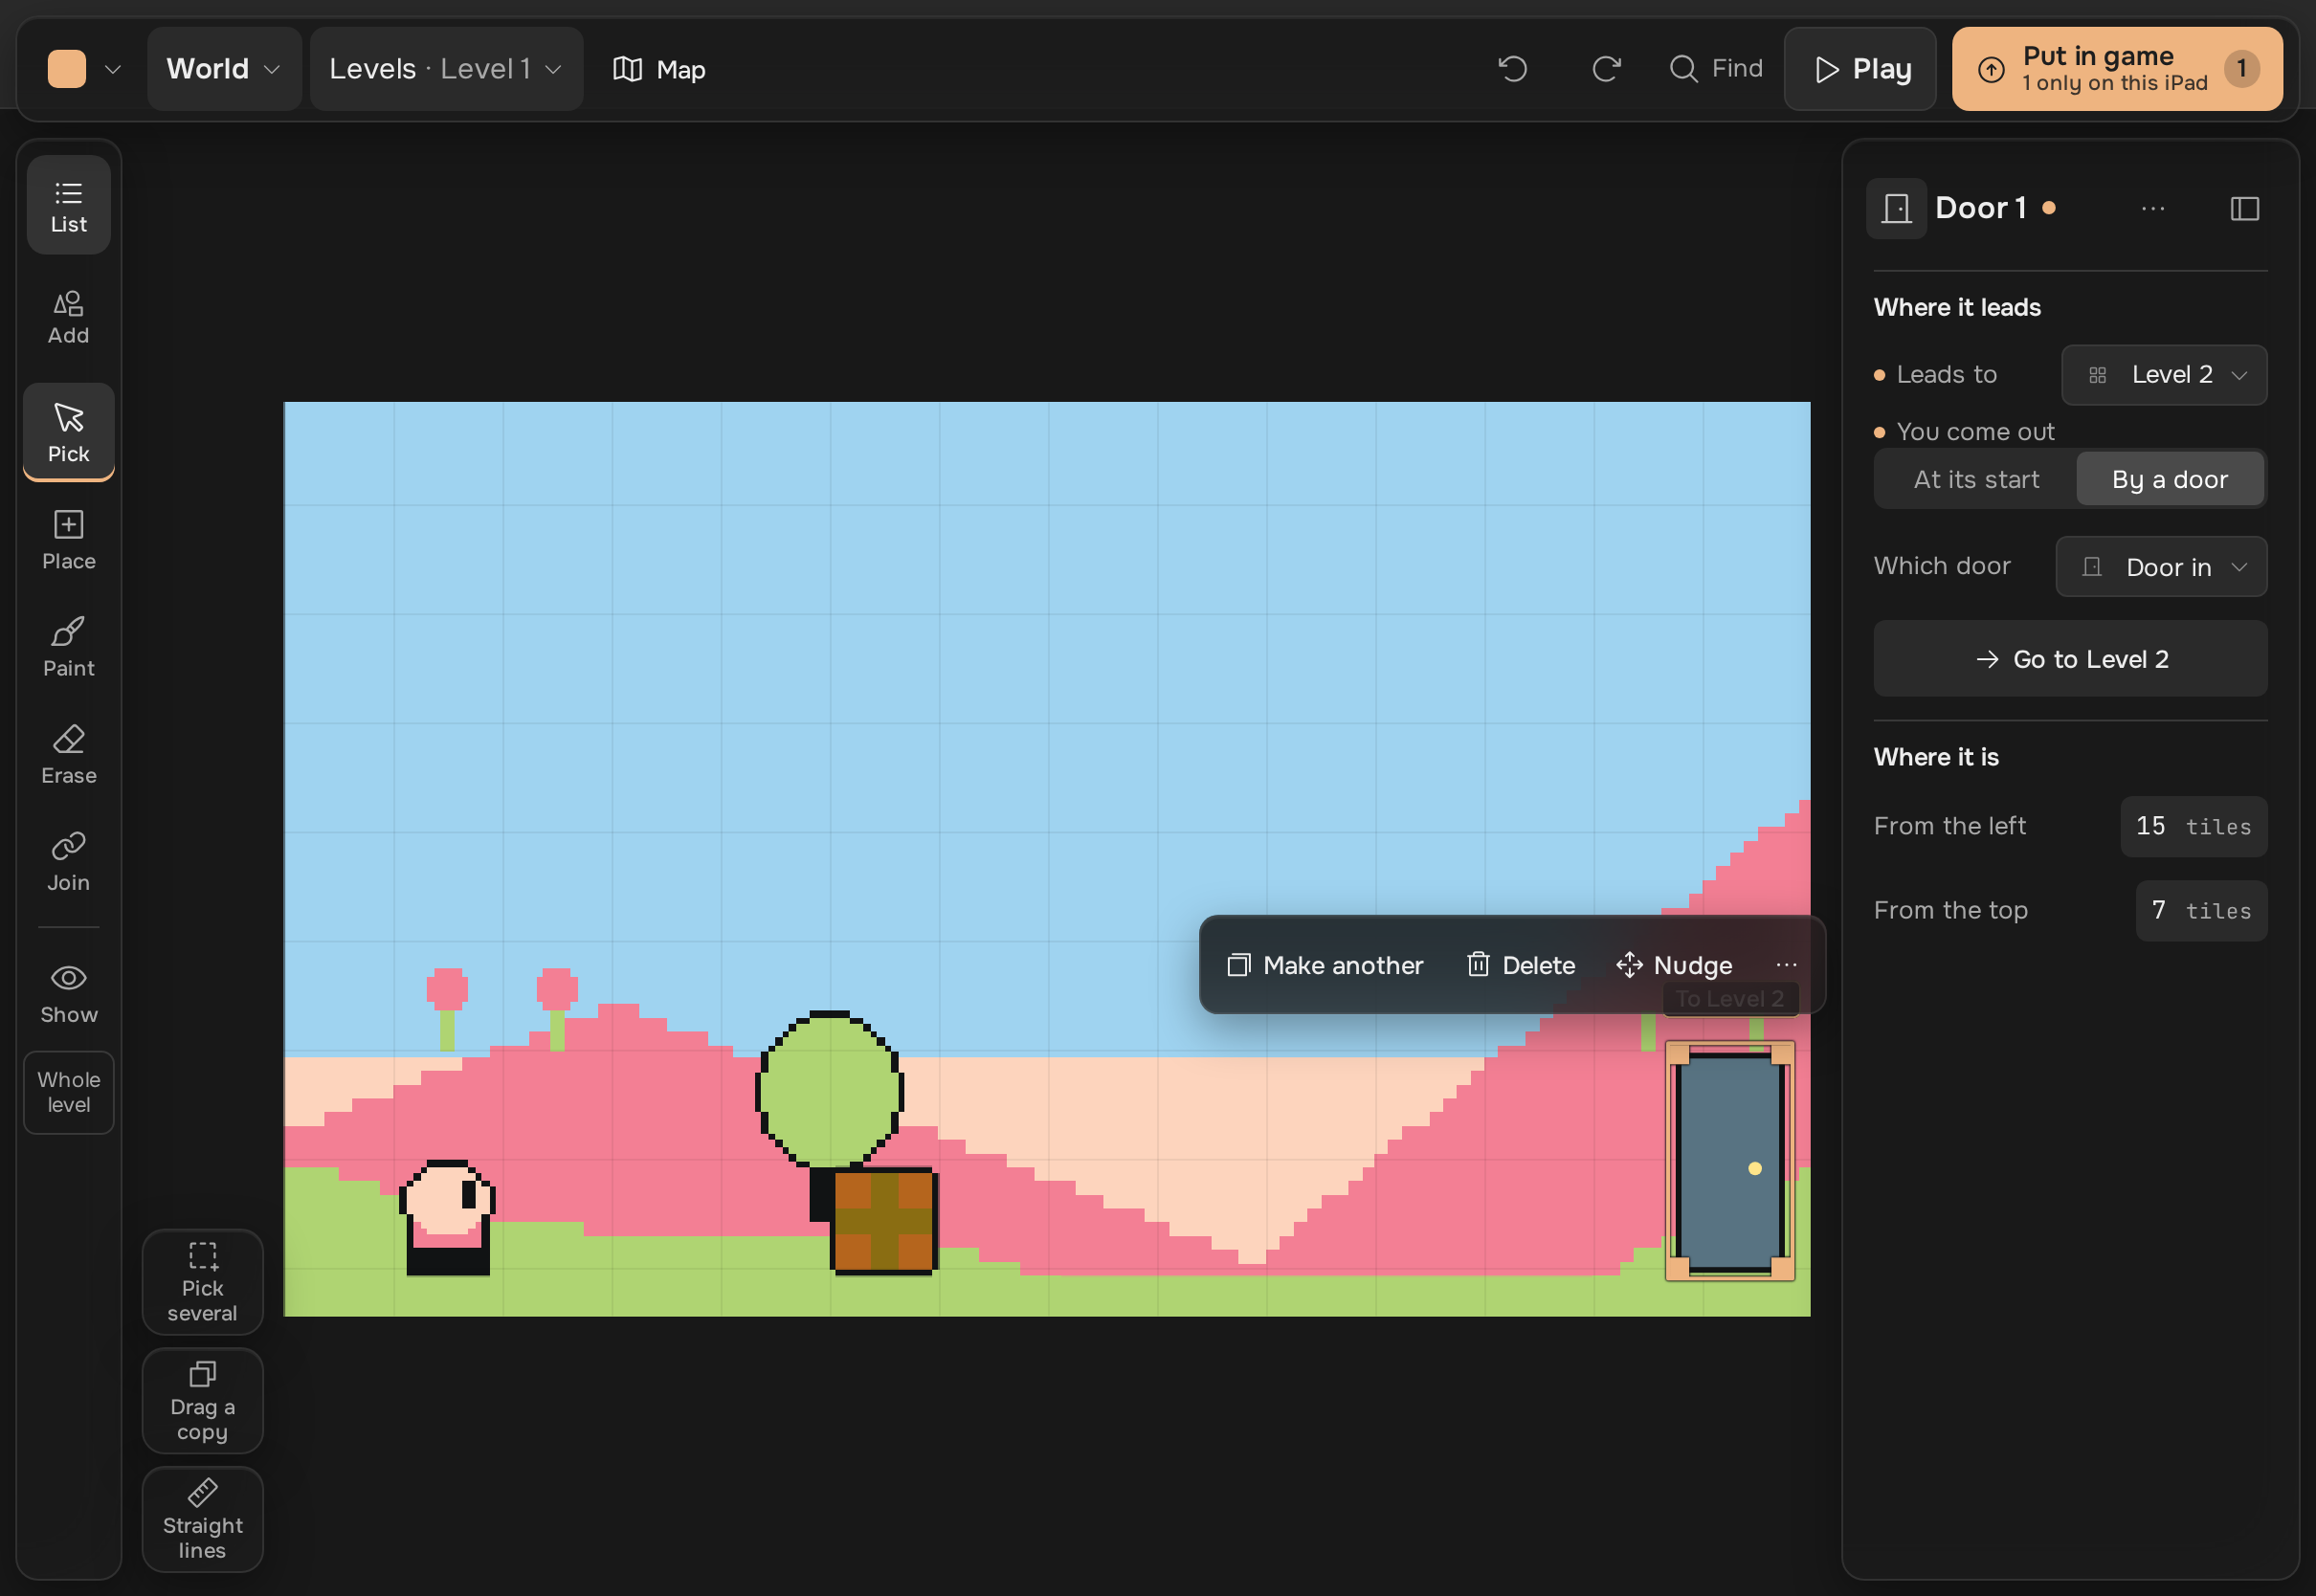 World
Levels · Level 1
Map
Find
Play
Put in game
1 only on this iPad
1
List
Add
Pick
Place
Paint
Erase
Join
Show
Whole
level
Pick
several
Drag a
copy
Straight
lines
Make another
Delete
Nudge
To Level 2
Door 1
Where it leads
Leads to
Level 2
You come out
At its start
By a door
Which door
Door in
Go to Level 2
Where it is
From the left
15 tiles
From the top
7 tiles